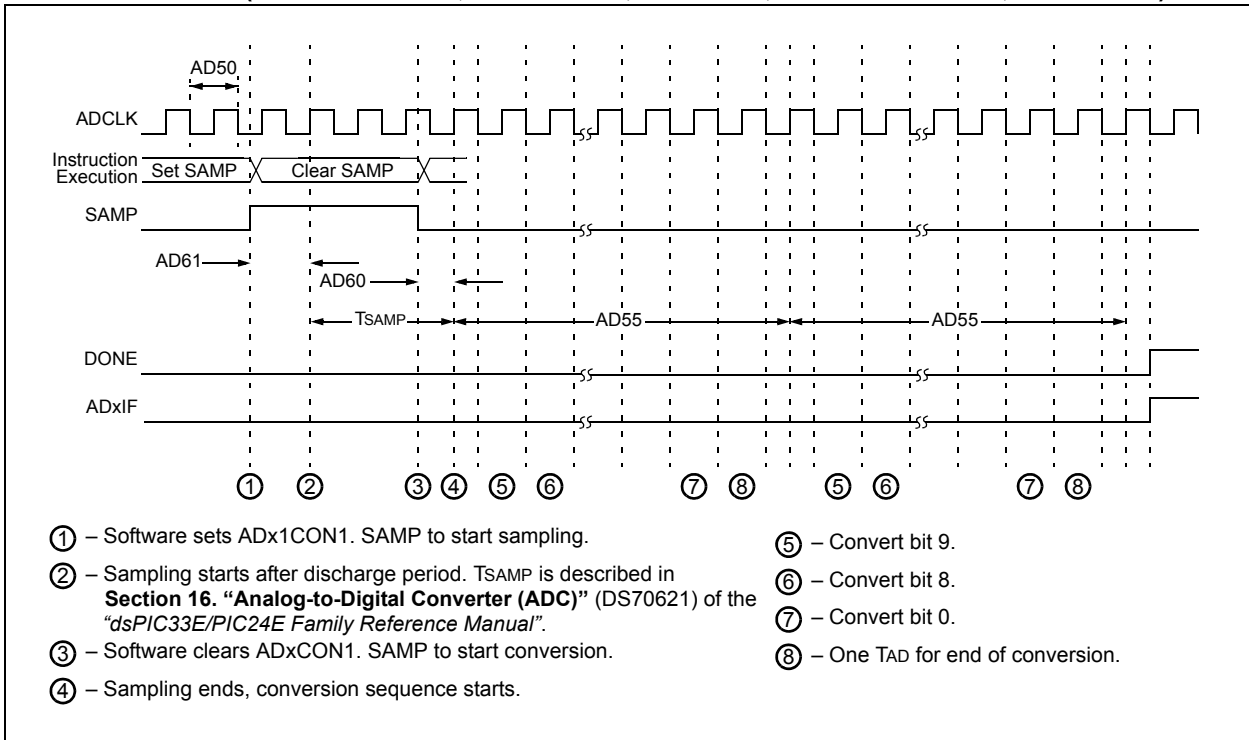 AD50
ADCLK
Instruction
Execution
Set SAMP
Clear SAMP
SAMP
AD61
AD60
TSAMP
AD55
AD55
DONE
ADxIF
1 2 3 4 5 6 7 8 5 6 7 8
1 – Software sets ADx1CON1. SAMP to start sampling.
2 – Sampling starts after discharge period. TSAMP is described in
Section 16. “Analog-to-Digital Converter (ADC)” (DS70621) of the
“dsPIC33E/PIC24E Family Reference Manual”.
3 – Software clears ADxCON1. SAMP to start conversion.
4 – Sampling ends, conversion sequence starts.
5 – Convert bit 9.
6 – Convert bit 8.
7 – Convert bit 0.
8 – One TAD for end of conversion.